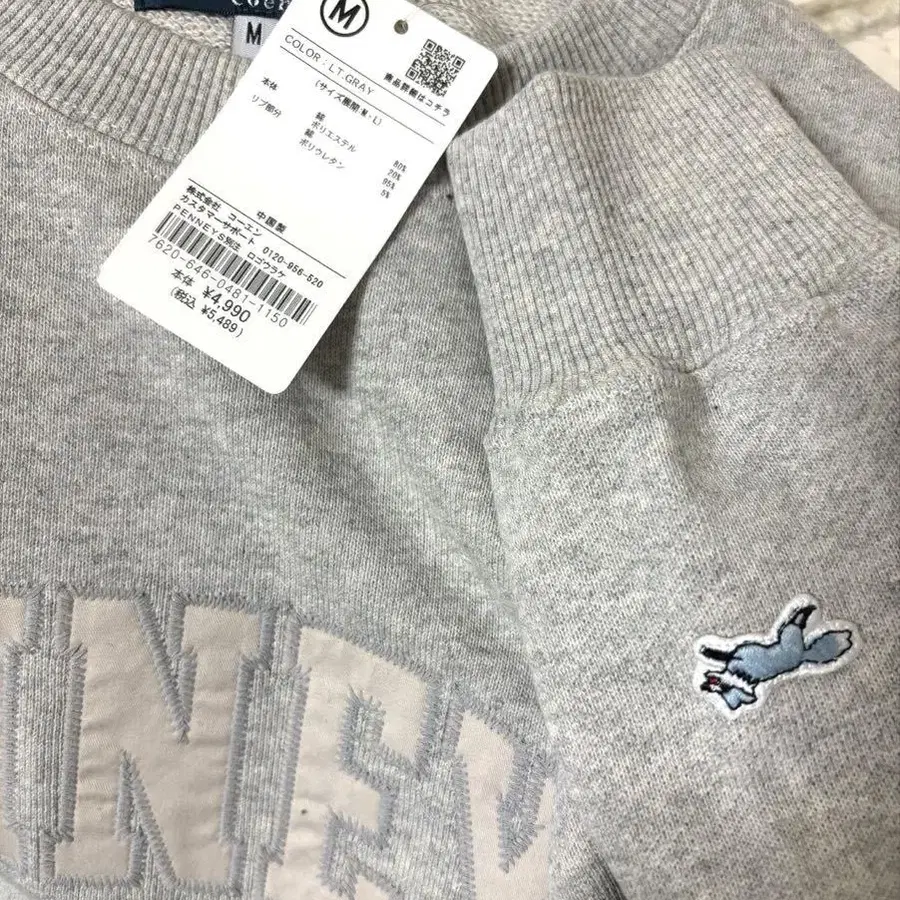 coen
M
M
COLOR：LT.GRAY
(サイズ展開:M・L)
商品詳細はコチラ
本体
綿 80%
ポリエステル 20%
リブ部分
綿 95%
ポリウレタン 5%
中国製
株式会社 コーエン
カスタマーサポート 0120-956-520
PENNEYS別注 ロゴウラケ
7620-646-0481-1150
本体 ¥4,990
(税込 ¥5,489)
NEY